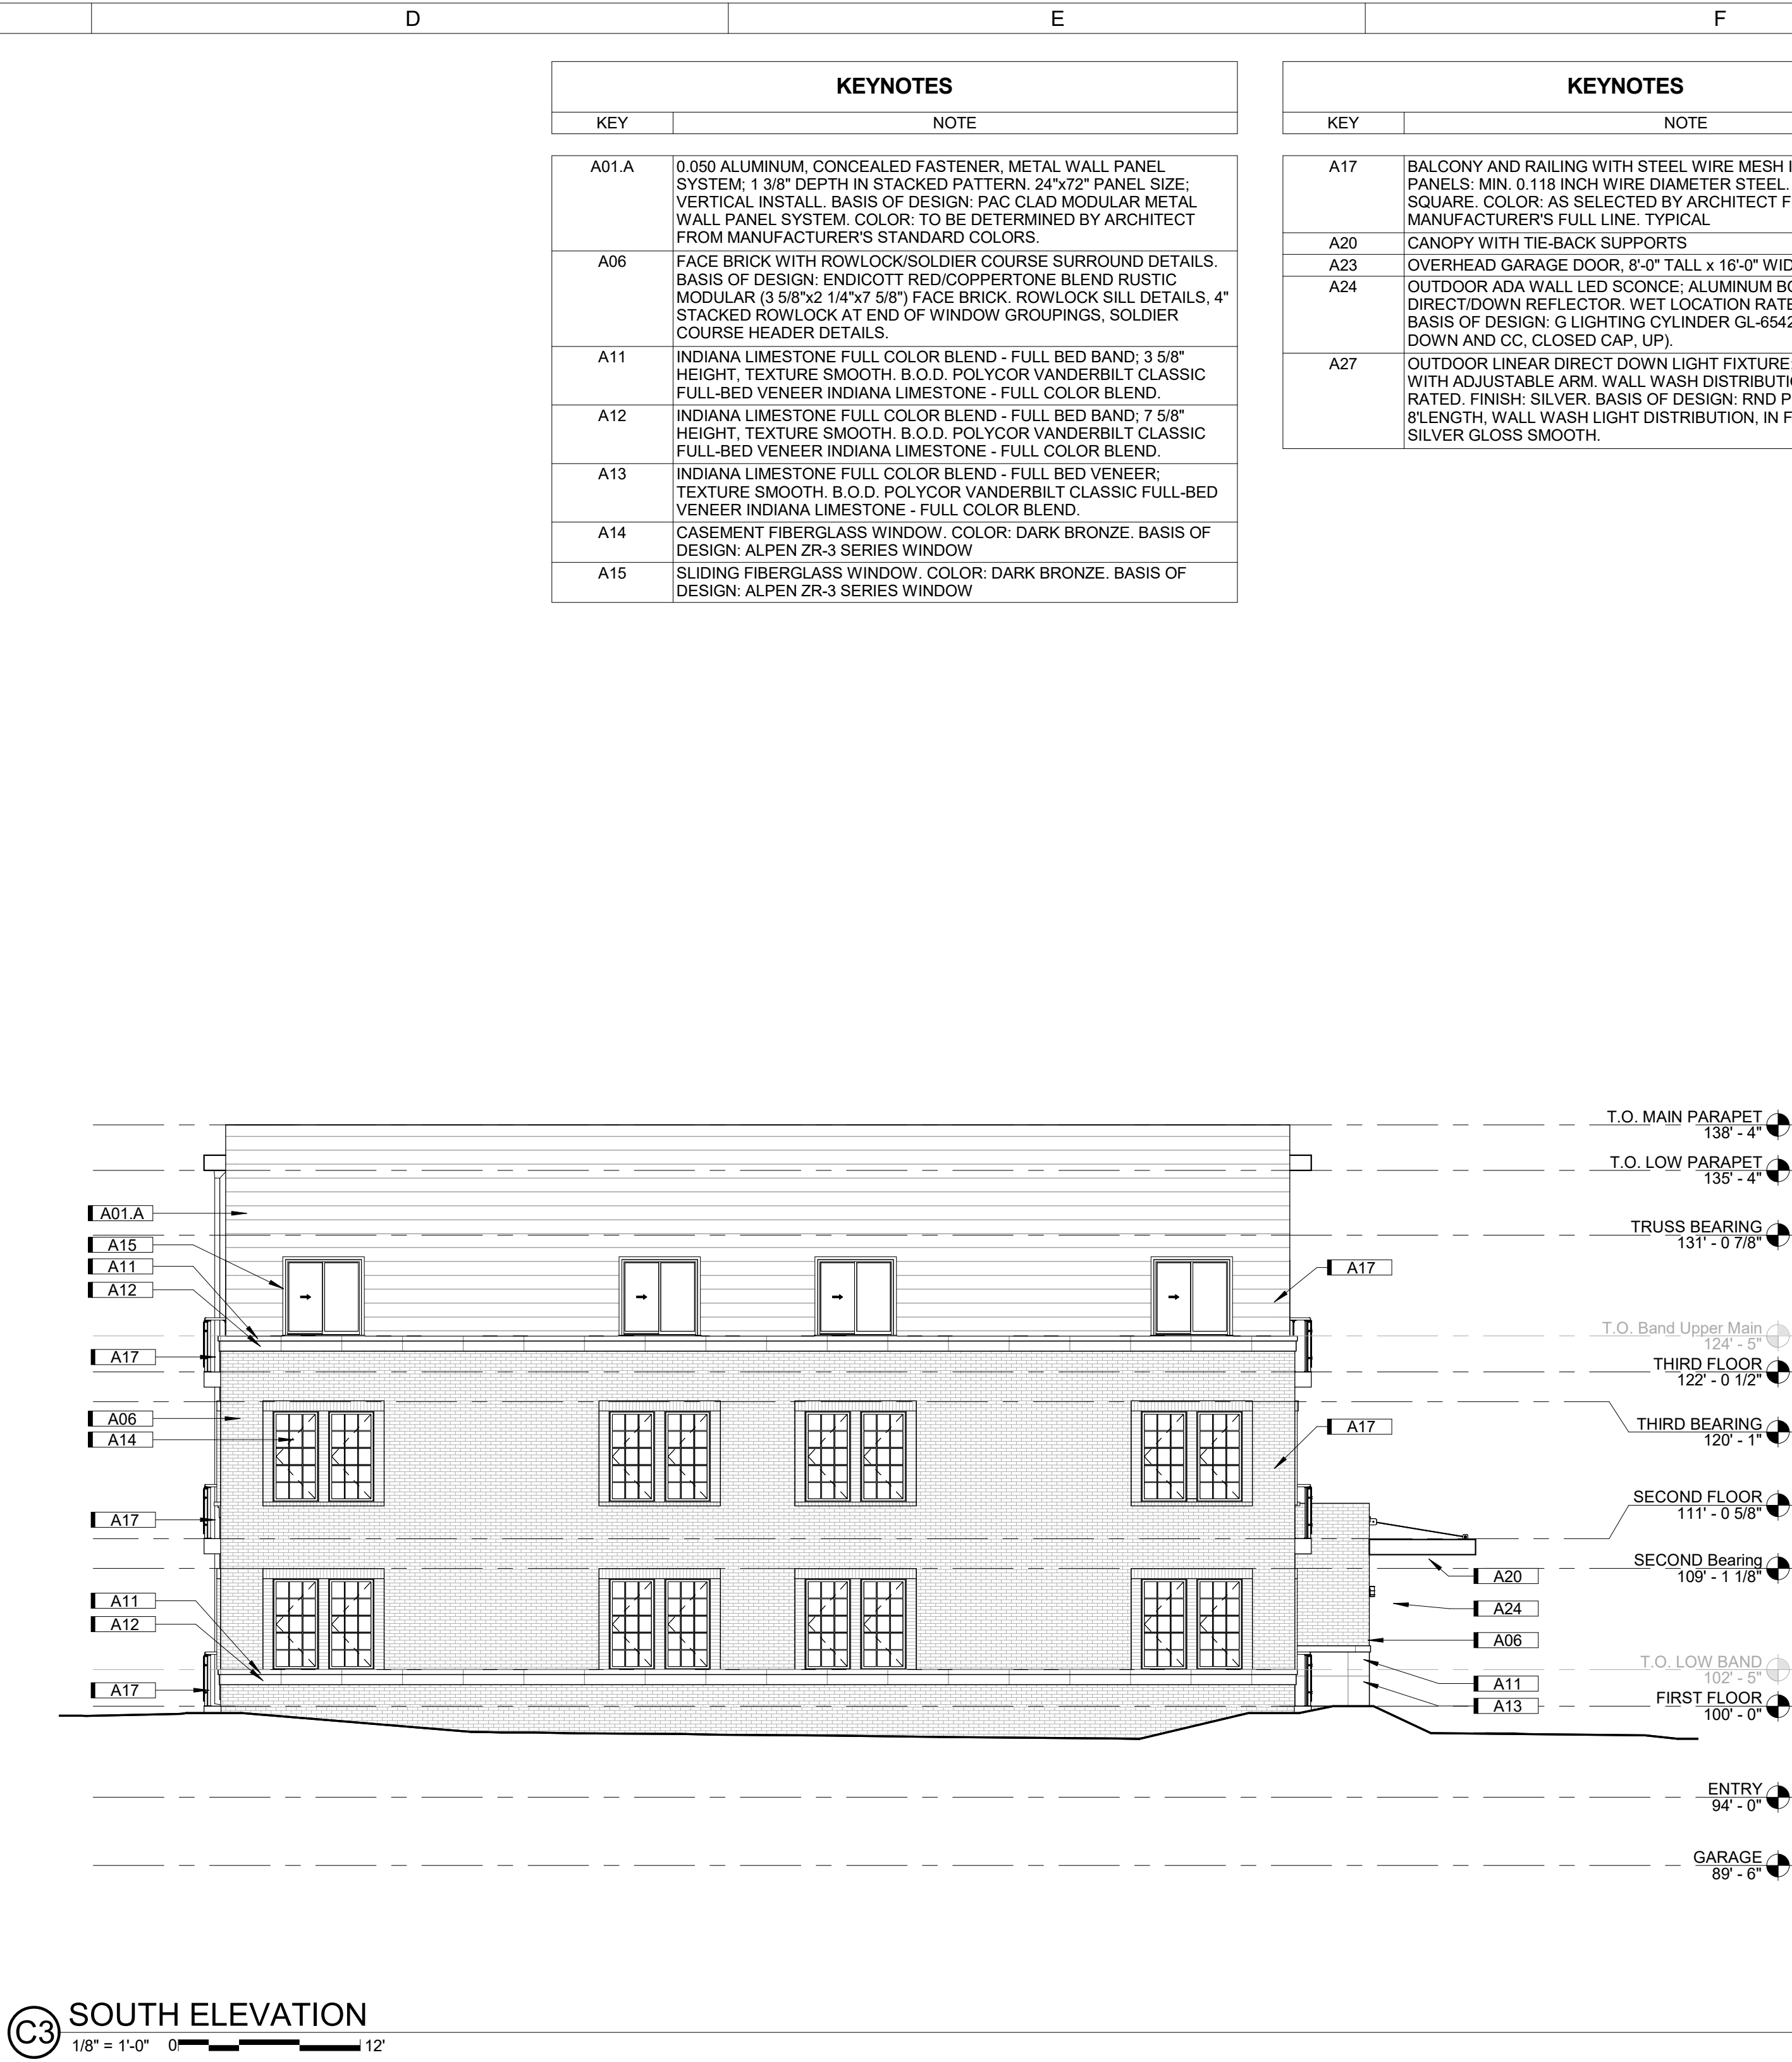 D
E
F
KEYNOTES
KEY
NOTE
A01.A
0.050 ALUMINUM, CONCEALED FASTENER, METAL WALL PANEL
SYSTEM; 1 3/8" DEPTH IN STACKED PATTERN. 24"x72" PANEL SIZE;
VERTICAL INSTALL. BASIS OF DESIGN: PAC CLAD MODULAR METAL
WALL PANEL SYSTEM. COLOR: TO BE DETERMINED BY ARCHITECT
FROM MANUFACTURER'S STANDARD COLORS.
A06
FACE BRICK WITH ROWLOCK/SOLDIER COURSE SURROUND DETAILS.
BASIS OF DESIGN: ENDICOTT RED/COPPERTONE BLEND RUSTIC
MODULAR (3 5/8"x2 1/4"x7 5/8") FACE BRICK. ROWLOCK SILL DETAILS, 4"
STACKED ROWLOCK AT END OF WINDOW GROUPINGS, SOLDIER
COURSE HEADER DETAILS.
A11
INDIANA LIMESTONE FULL COLOR BLEND - FULL BED BAND; 3 5/8"
HEIGHT, TEXTURE SMOOTH. B.O.D. POLYCOR VANDERBILT CLASSIC
FULL-BED VENEER INDIANA LIMESTONE - FULL COLOR BLEND.
A12
INDIANA LIMESTONE FULL COLOR BLEND - FULL BED BAND; 7 5/8"
HEIGHT, TEXTURE SMOOTH. B.O.D. POLYCOR VANDERBILT CLASSIC
FULL-BED VENEER INDIANA LIMESTONE - FULL COLOR BLEND.
A13
INDIANA LIMESTONE FULL COLOR BLEND - FULL BED VENEER;
TEXTURE SMOOTH. B.O.D. POLYCOR VANDERBILT CLASSIC FULL-BED
VENEER INDIANA LIMESTONE - FULL COLOR BLEND.
A14
CASEMENT FIBERGLASS WINDOW. COLOR: DARK BRONZE. BASIS OF
DESIGN: ALPEN ZR-3 SERIES WINDOW
A15
SLIDING FIBERGLASS WINDOW. COLOR: DARK BRONZE. BASIS OF
DESIGN: ALPEN ZR-3 SERIES WINDOW
KEYNOTES
KEY
NOTE
A17
BALCONY AND RAILING WITH STEEL WIRE MESH
PANELS: MIN. 0.118 INCH WIRE DIAMETER STEEL.
SQUARE. COLOR: AS SELECTED BY ARCHITECT
MANUFACTURER'S FULL LINE. TYPICAL
A20
CANOPY WITH TIE-BACK SUPPORTS
A23
OVERHEAD GARAGE DOOR, 8'-0" TALL x 16'-0"
A24
OUTDOOR ADA WALL LED SCONCE; ALUMINUM
DIRECT/DOWN REFLECTOR. WET LOCATION
BASIS OF DESIGN: G LIGHTING CYLINDER GL-6542
DOWN AND CC, CLOSED CAP, UP).
A27
OUTDOOR LINEAR DIRECT DOWN LIGHT FIXTURE
WITH ADJUSTABLE ARM. WALL WASH
RATED. FINISH: SILVER. BASIS OF DESIGN: RND
8'LENGTH, WALL WASH LIGHT DISTRIBUTION, IN
SILVER GLOSS SMOOTH.
T.O. MAIN PARAPET
138' - 4"
T.O. LOW PARAPET
135' - 4"
A01.A
TRUSS BEARING
131' - 0 7/8"
A15
A11
A17
A12
T.O. Band Upper Main
124' - 5"
A17
THIRD FLOOR
122' - 0 1/2"
A06
A17
THIRD BEARING
120' - 1"
A14
SECOND FLOOR
111' - 0 5/8"
A17
SECOND Bearing
109' - 1 1/8"
A20
A11
A24
A12
A06
T.O. LOW BAND
102' - 5"
A17
A11
FIRST FLOOR
100' - 0"
A13
ENTRY
94' - 0"
GARAGE
89' - 6"
C3
SOUTH ELEVATION
1/8" = 1'-0" 0 12'